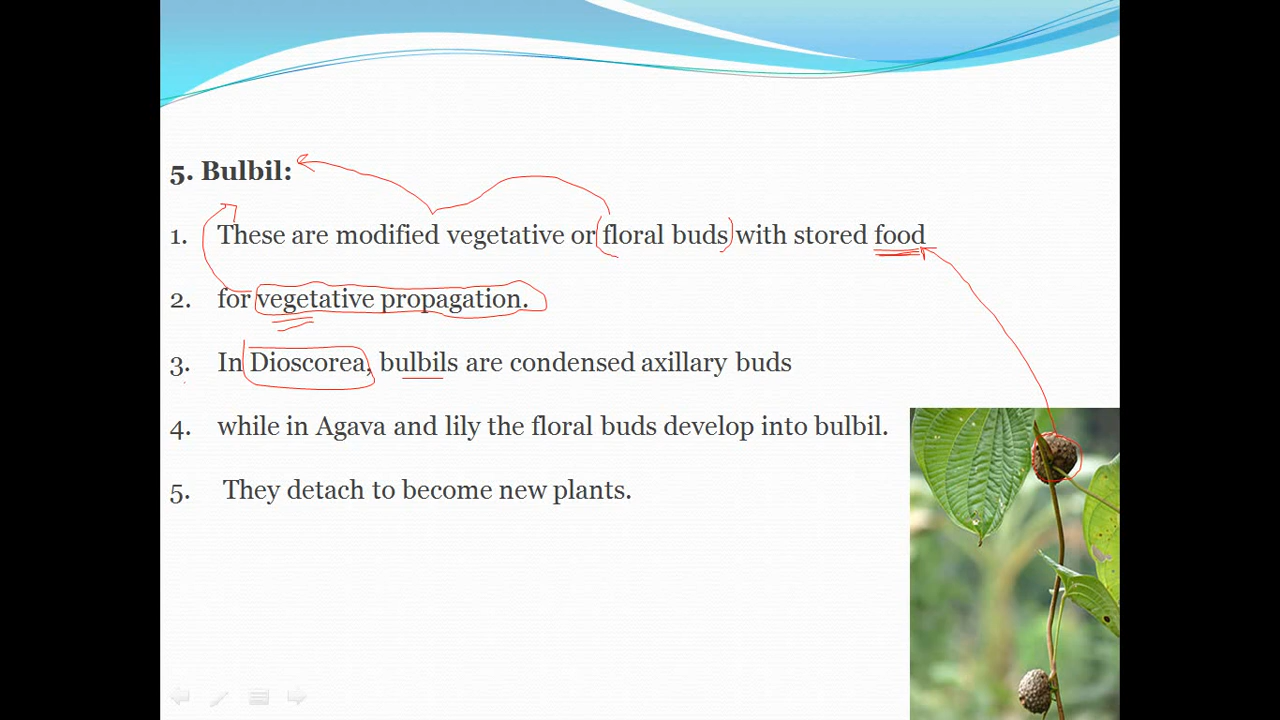 5. Bulbil:
1. These are modified vegetative or floral buds with stored food
2. for vegetative propagation.
3. In Dioscorea, bulbils are condensed axillary buds
4. while in Agava and lily the floral buds develop into bulbil.
5. They detach to become new plants.